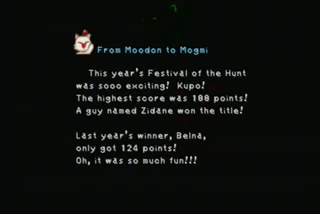 From Moodon to Mogmi
This year's Festival of the Hunt
was sooo exciting!  Kupo!
The highest score was 188 points!
A guy named Zidane won the title!
Last year's winner, Belna,
only got 124 points!
Oh, it was so much fun!!!